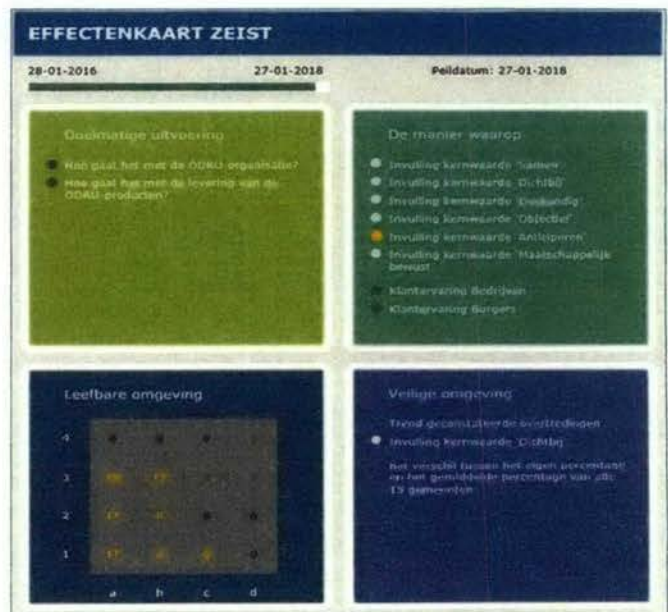 EFFECTENKAART ZEIST
28-01-2016 27-01-2018 Peildatum: 27-01-2018
Doelmatige uitvoering
Hoe gaat het met de ODRU-organisatie?
Hoe gaat het met de levering van de
ODRU-producten?
De manier waarop
Invulling kernwaarde 'Samen'
Invulling kernwaarde 'Dichtbij'
Invulling kernwaarde 'Deskundig'
Invulling kernwaarde 'Objectief'
Invulling kernwaarde 'Anticiperen'
Invulling kernwaarde 'Maatschappelijk
bewust'
Klantervaring Bedrijven
Klantervaring Burgers
Leefbare omgeving
4
3
2
1
a b c d
Veilige omgeving
Trend geconstateerde overtredingen
Invulling kernwaarde 'Dichtbij'
het verschil tussen het eigen percentage
en het gemiddelde percentage van alle
15 gemeenten